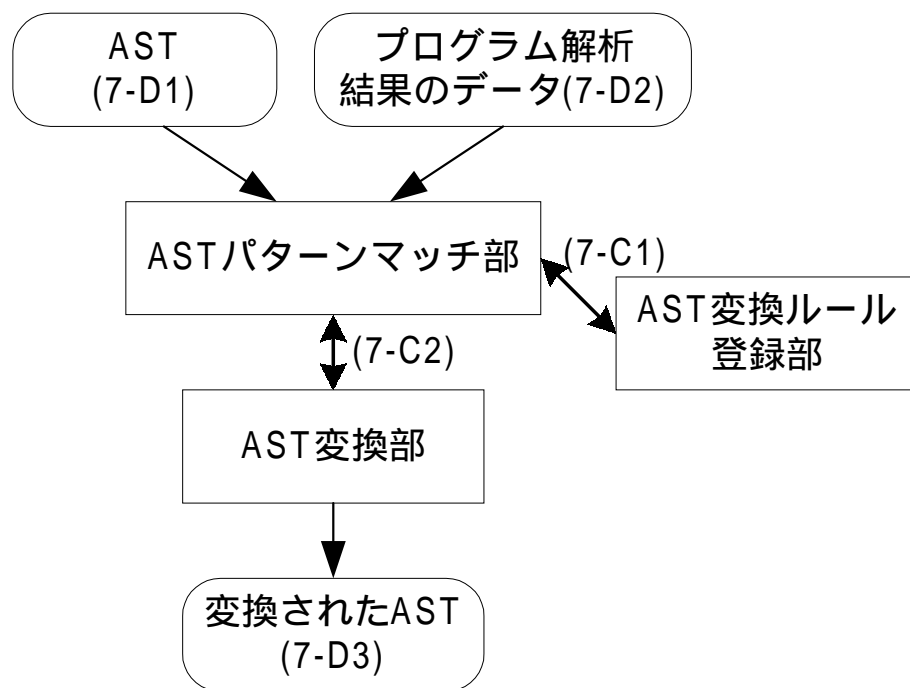 AST
(7-D1)
プログラム解析
結果のデータ(7-D2)
ASTパターンマッチ部
(7-C1)
AST変換ルール
登録部
(7-C2)
AST変換部
変換されたAST
(7-D3)